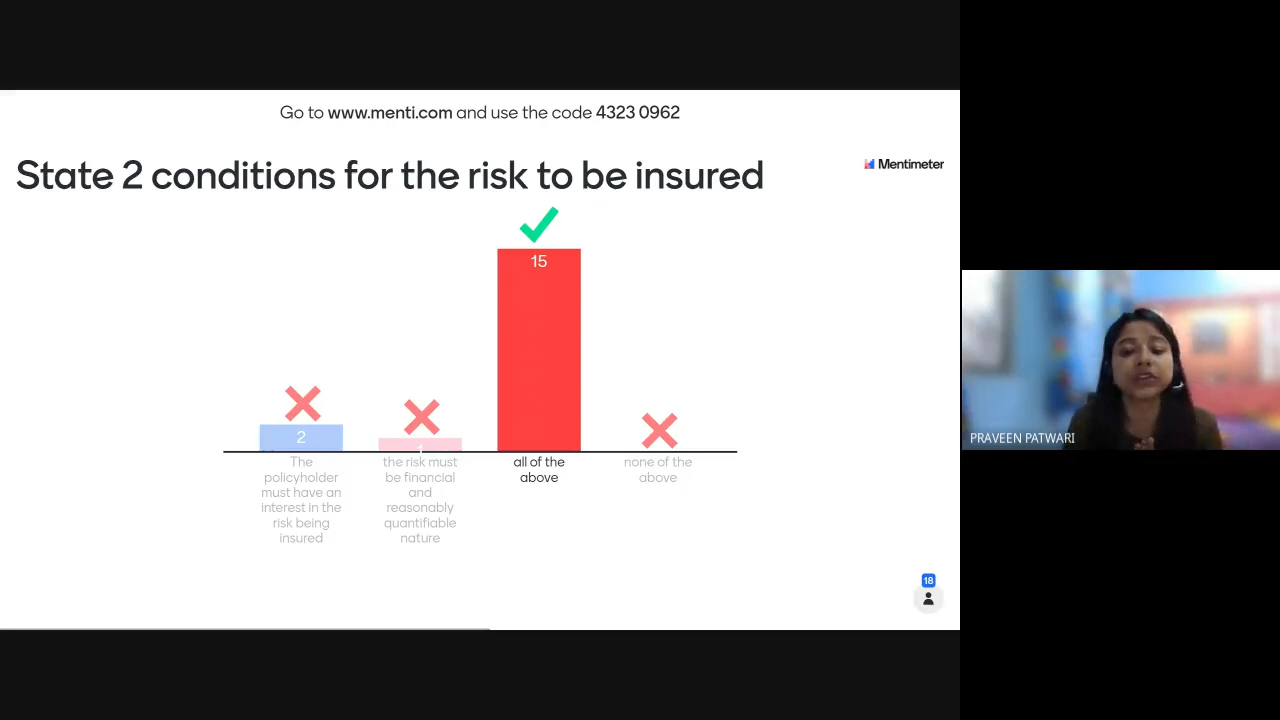 Go to www.menti.com and use the code 4323 0962
State 2 conditions for the risk to be insured
Mentimeter
15
2
1
The
policyholder
must have an
interest in the
risk being
insured
the risk must
be financial
and
reasonably
quantifiable
nature
all of the
above
none of the
above
18
PRAVEEN PATWARI